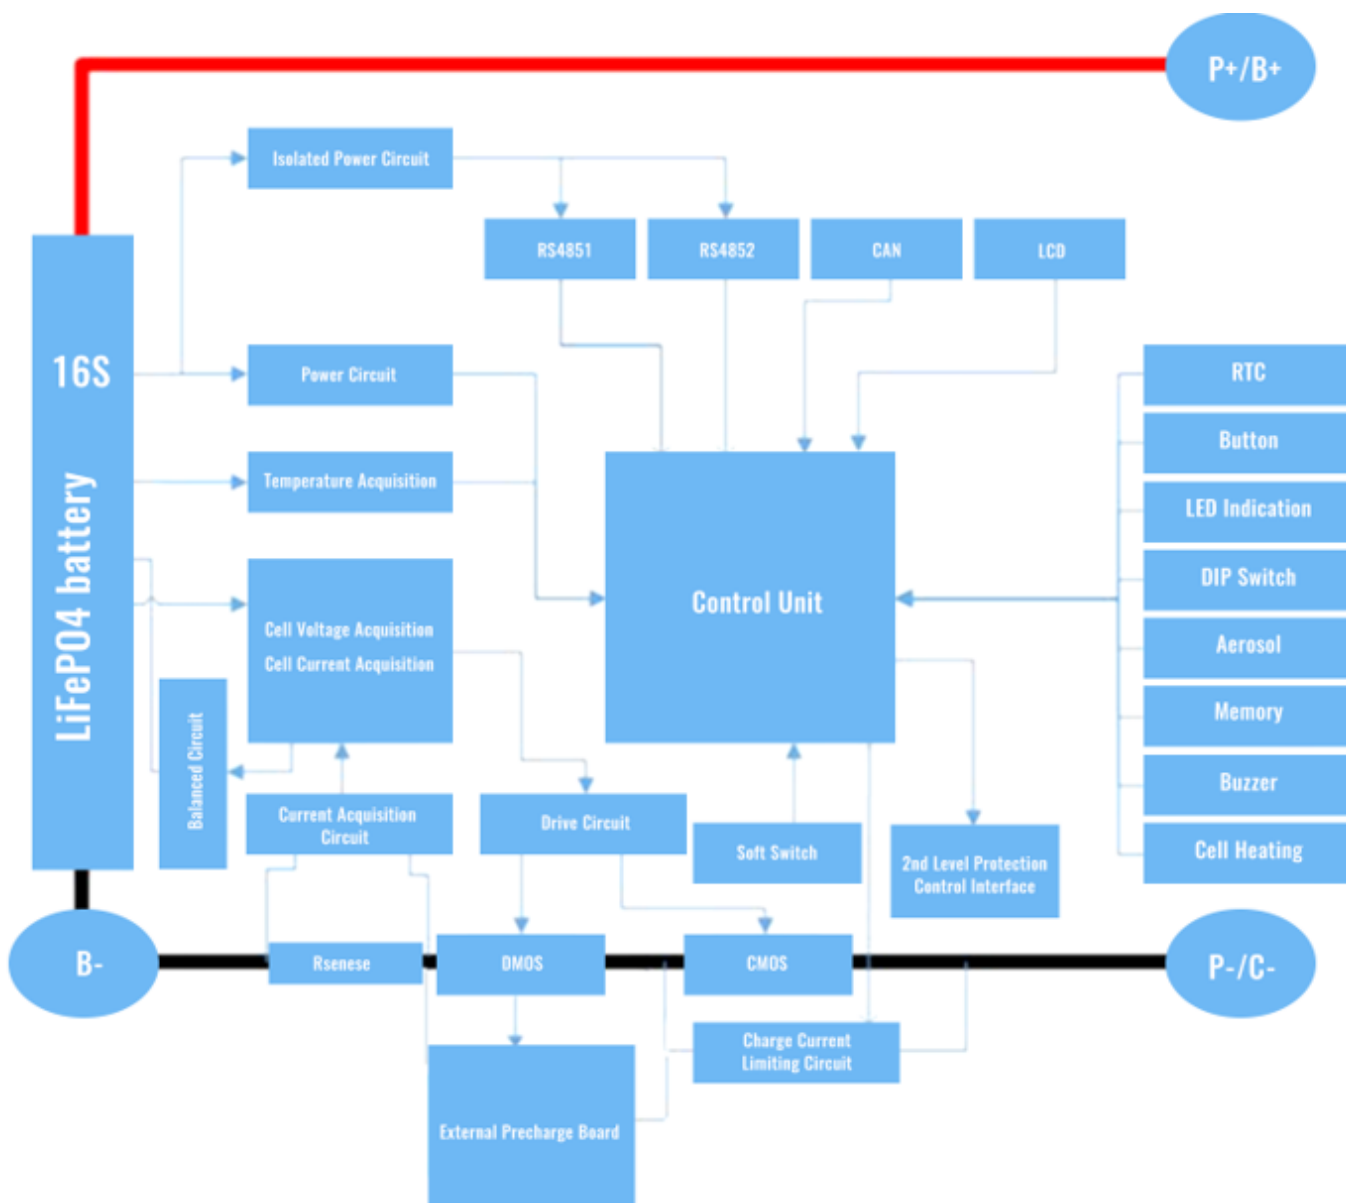 P+/B+
Isolated Power Circuit
RS4851
RS4852
CAN
LCD
16S
LiFePO4 battery
Power Circuit
RTC
Button
Temperature Acquisition
LED Indication
DIP Switch
Control Unit
Cell Voltage Acquisition
Cell Current Acquisition
Aerosol
Memory
Balanced Circuit
Buzzer
Current Acquisition
Circuit
Drive Circuit
Soft Switch
2nd Level Protection
Control Interface
Cell Heating
B-
Rsenese
DMOS
CMOS
P-/C-
Charge Current
Limiting Circuit
External Precharge Board